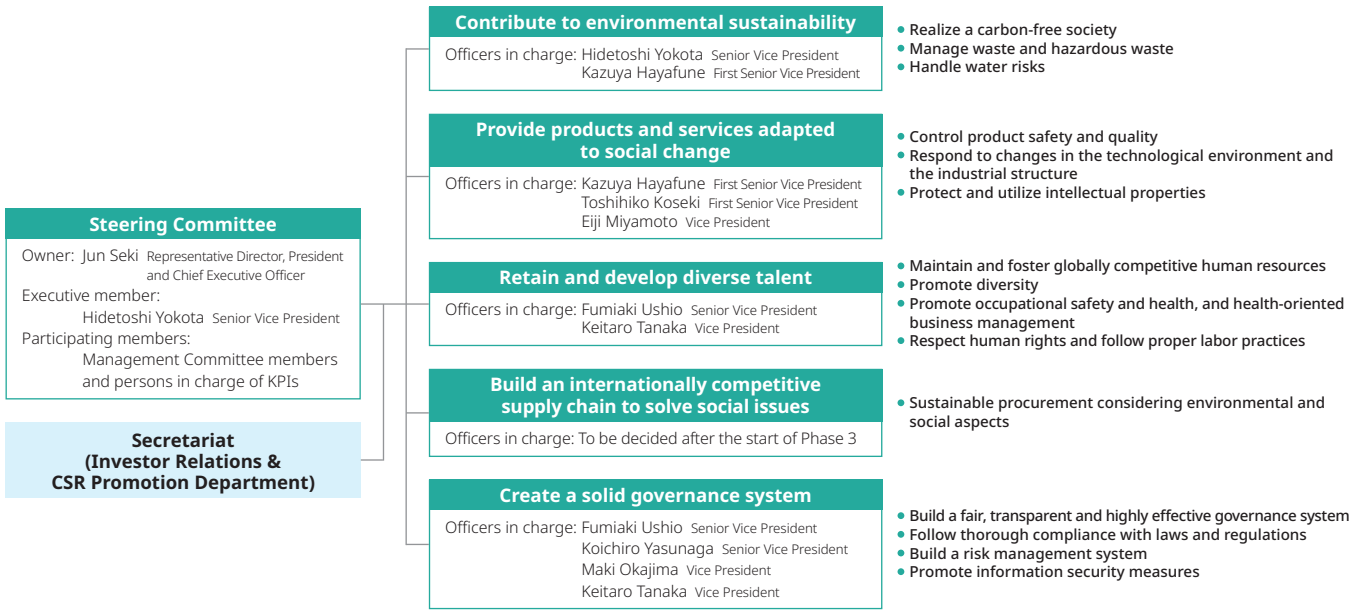 Steering Committee
Owner: Jun Seki Representative Director, President
and Chief Executive Officer
Executive member:
Hidetoshi Yokota Senior Vice President
Participating members:
Management Committee members
and persons in charge of KPIs
Secretariat
(Investor Relations &
CSR Promotion Department)
Contribute to environmental sustainability
Officers in charge: Hidetoshi Yokota Senior Vice President
Kazuya Hayafune First Senior Vice President
• Realize a carbon-free society
• Manage waste and hazardous waste
• Handle water risks
Provide products and services adapted
to social change
Officers in charge: Kazuya Hayafune First Senior Vice President
Toshihiko Koseki First Senior Vice President
Eiji Miyamoto Vice President
• Control product safety and quality
• Respond to changes in the technological environment and
the industrial structure
• Protect and utilize intellectual properties
Retain and develop diverse talent
Officers in charge: Fumiaki Ushio Senior Vice President
Keitaro Tanaka Vice President
• Maintain and foster globally competitive human resources
• Promote diversity
• Promote occupational safety and health, and health-oriented
business management
• Respect human rights and follow proper labor practices
Build an internationally competitive
supply chain to solve social issues
Officers in charge: To be decided after the start of Phase 3
• Sustainable procurement considering environmental and
social aspects
Create a solid governance system
Officers in charge: Fumiaki Ushio Senior Vice President
Koichiro Yasunaga Senior Vice President
Maki Okajima Vice President
Keitaro Tanaka Vice President
• Build a fair, transparent and highly effective governance system
• Follow thorough compliance with laws and regulations
• Build a risk management system
• Promote information security measures